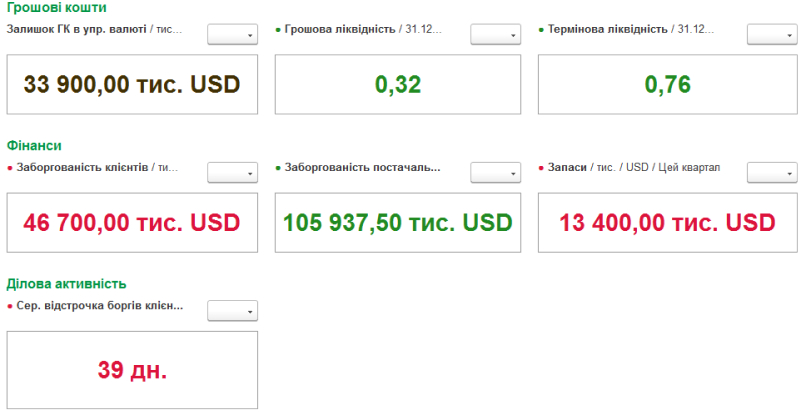 Грошові кошти
Залишок ГК в упр. валюті / тис...
Грошова ліквідність / 31.12...
Термінова ліквідність / 31.12...
33 900,00 тис. USD
0,32
0,76
Фінанси
Заборгованість клієнтів / ти...
Заборгованість постачаль...
Запаси / тис. / USD / Цей квартал
46 700,00 тис. USD
105 937,50 тис. USD
13 400,00 тис. USD
Ділова активність
Сер. відстрочка боргів клієн...
39 дн.